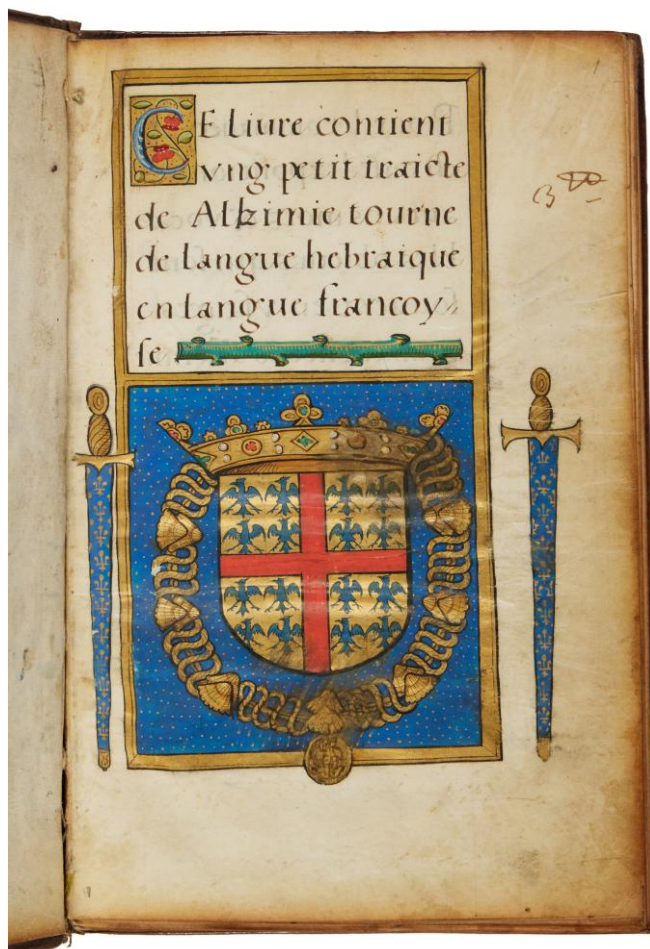 CE Liure contient
vng petit traicte
de Alkimie tourne
de langue hebraique
en langue francoy//
se